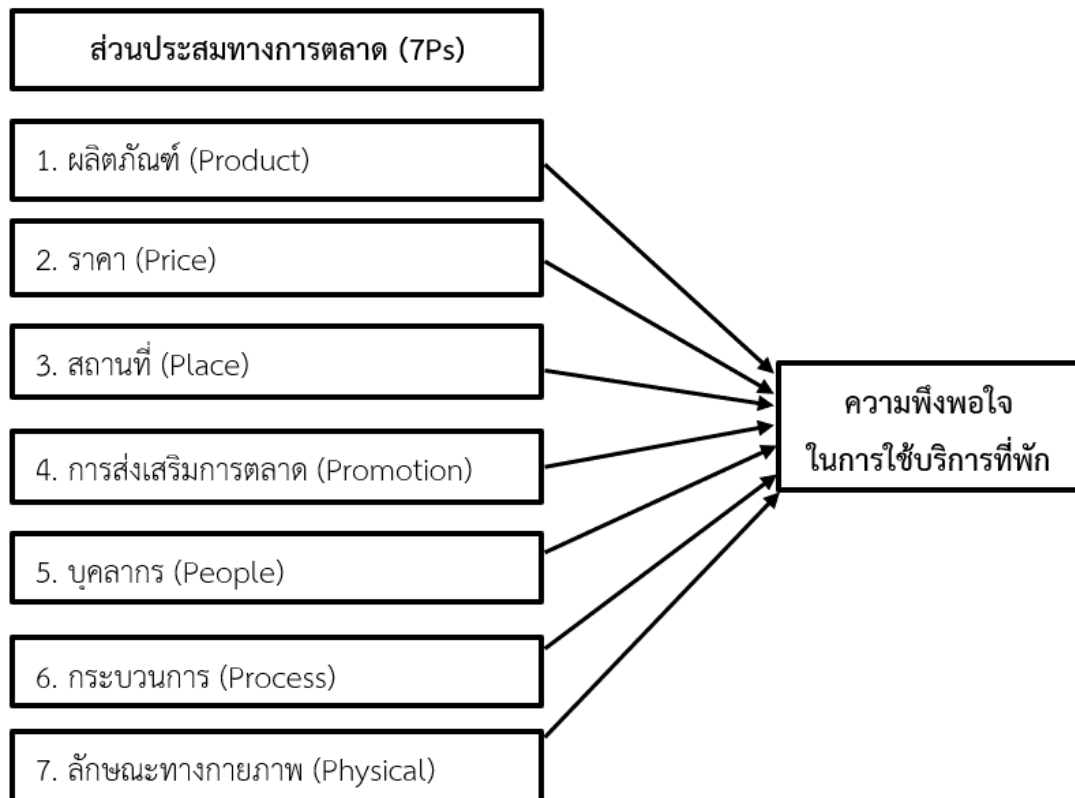 ส่วนประสมทางการตลาด (7Ps)
1. ผลิตภัณฑ์ (Product)
2. ราคา (Price)
3. สถานที่ (Place)
4. การส่งเสริมการตลาด (Promotion)
5. บุคลากร (People)
6. กระบวนการ (Process)
7. ลักษณะทางกายภาพ (Physical)
ความพึงพอใจ
ในการใช้บริการที่พัก